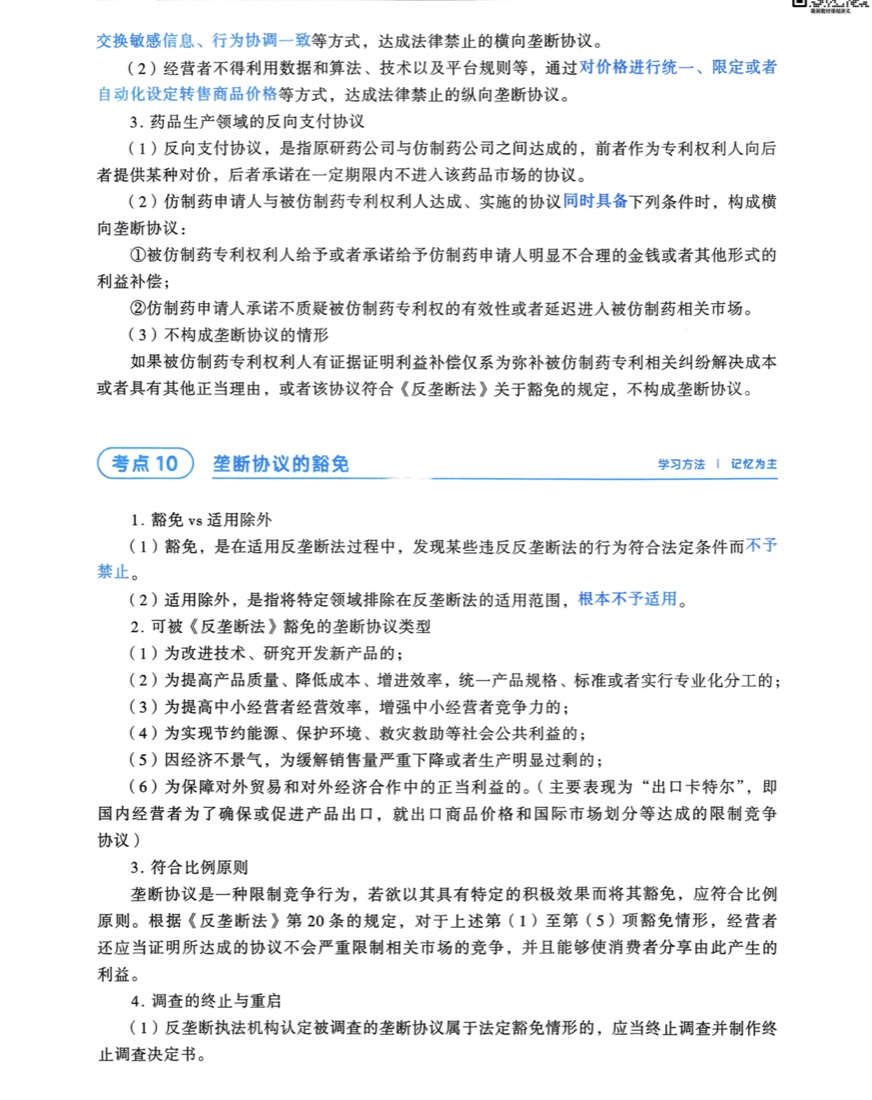 交换敏感信息、行为协调一致等方式，达成法律禁止的横向垄断协议。
（2）经营者不得利用数据和算法、技术以及平台规则等，通过对价格进行统一、限定或者
自动化设定转售商品价格等方式，达成法律禁止的纵向垄断协议。
3. 药品生产领域的反向支付协议
（1）反向支付协议，是指原研药公司与仿制药公司之间达成的，前者作为专利权利人向后
者提供某种对价，后者承诺在一定期限内不进入该药品市场的协议。
（2）仿制药申请人与被仿制药专利权利人达成、实施的协议同时具备下列条件时，构成横
向垄断协议：
①被仿制药专利权利人给予或者承诺给予仿制药申请人明显不合理的金钱或者其他形式的
利益补偿；
②仿制药申请人承诺不质疑被仿制药专利权的有效性或者延迟进入被仿制药相关市场。
（3）不构成垄断协议的情形
如果被仿制药专利权利人有证据证明利益补偿仅系为弥补被仿制药专利相关纠纷解决成本
或者具有其他正当理由，或者该协议符合《反垄断法》关于豁免的规定，不构成垄断协议。
考点 10 垄断协议的豁免 学习方法 | 记忆为主
1. 豁免 vs 适用除外
（1）豁免，是在适用反垄断法过程中，发现某些违反反垄断法的行为符合法定条件而不予
禁止。
（2）适用除外，是指将特定领域排除在反垄断法的适用范围，根本不予适用。
2. 可被《反垄断法》豁免的垄断协议类型
（1）为改进技术、研究开发新产品的；
（2）为提高产品质量、降低成本、增进效率，统一产品规格、标准或者实行专业化分工的；
（3）为提高中小经营者经营效率，增强中小经营者竞争力的；
（4）为实现节约能源、保护环境、救灾救助等社会公共利益的；
（5）因经济不景气，为缓解销售量严重下降或者生产明显过剩的；
（6）为保障对外贸易和对外经济合作中的正当利益的。（主要表现为“出口卡特尔”，即
国内经营者为了确保或促进产品出口，就出口商品价格和国际市场划分等达成的限制竞争
协议）
3. 符合比例原则
垄断协议是一种限制竞争行为，若欲以其具有特定的积极效果而将其豁免，应符合比例
原则。根据《反垄断法》第 20 条的规定，对于上述第（1）至第（5）项豁免情形，经营者
还应当证明所达成的协议不会严重限制相关市场的竞争，并且能够使消费者分享由此产生的
利益。
4. 调查的终止与重启
（1）反垄断执法机构认定被调查的垄断协议属于法定豁免情形的，应当终止调查并制作终
止调查决定书。